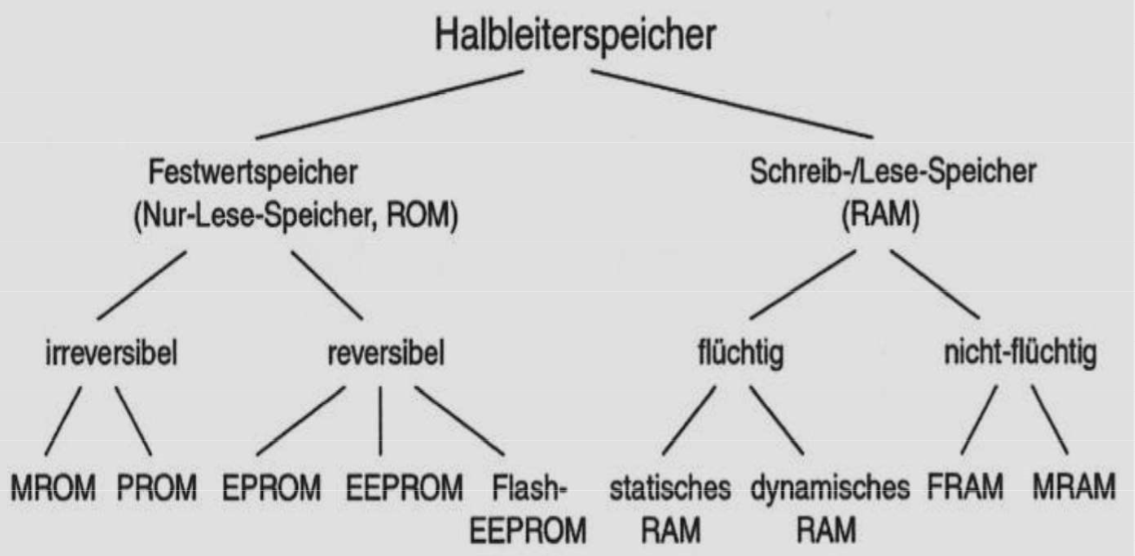 Halbleiterspeicher
Festwertspeicher
(Nur-Lese-Speicher, ROM)
Schreib-/Lese-Speicher
(RAM)
irreversibel
reversibel
flüchtig
nicht-flüchtig
MROM
PROM
EPROM
EEPROM
Flash-
EEPROM
statisches
RAM
dynamisches
RAM
FRAM
MRAM